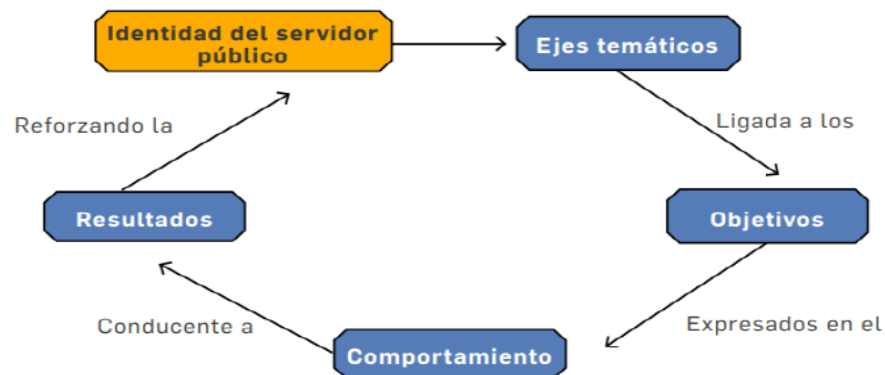 Identidad del servidor
público
Ejes temáticos
Reforzando la
Ligada a los
Resultados
Objetivos
Conducente a
Expresados en el
Comportamiento